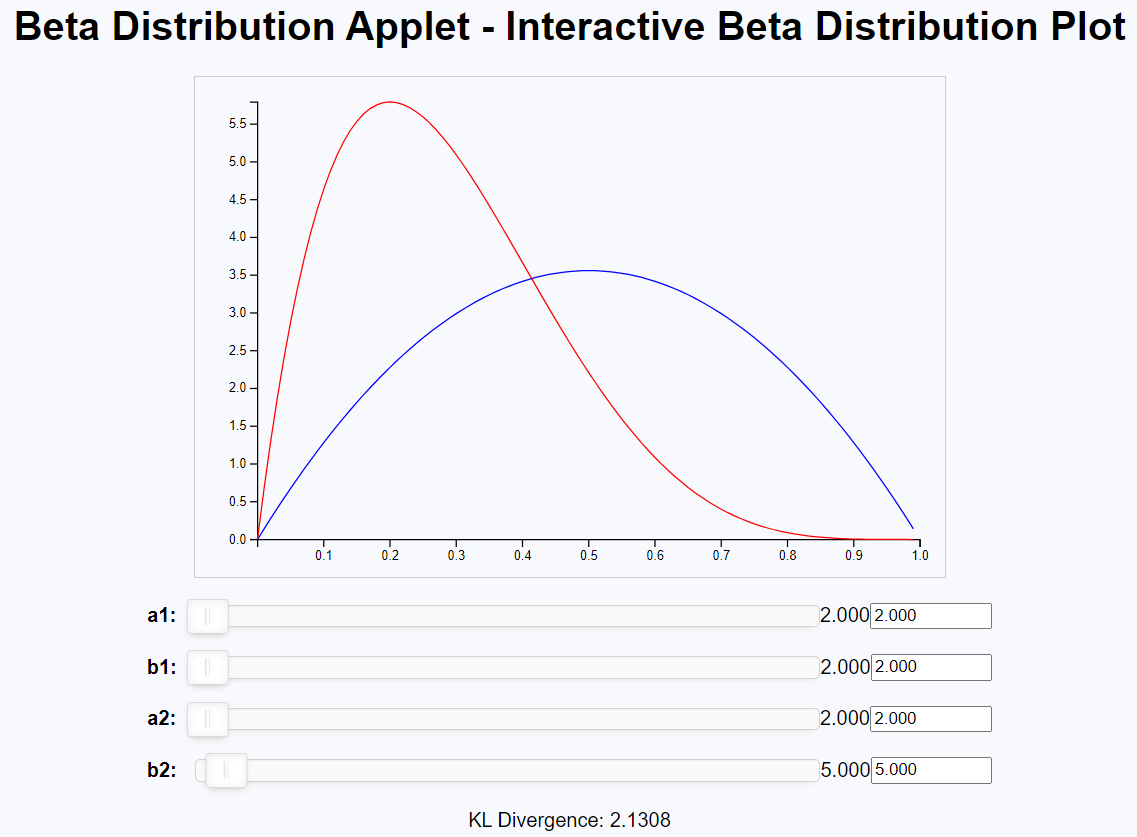 Beta Distribution Applet - Interactive Beta Distribution Plot
5.5
5.0
4.5
4.0
3.5
3.0
2.5
2.0
1.5
1.0
0.5
0.0
0.1 0.2 0.3 0.4 0.5 0.6 0.7 0.8 0.9 1.0
a1: 2.000 2.000
b1: 2.000 2.000
a2: 2.000 2.000
b2: 5.000 5.000
KL Divergence: 2.1308